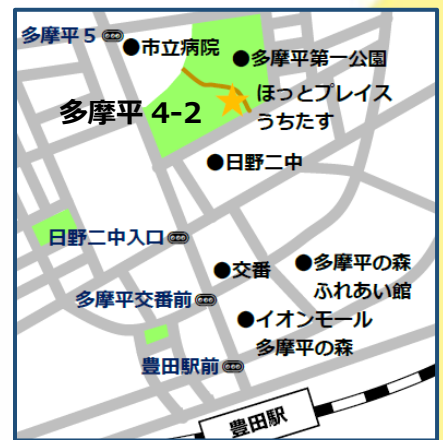 多摩平５
●市立病院
●多摩平第一公園
ほっとプレイス
うちたす
多摩平 4-2
●日野二中
日野二中入口
●交番
●多摩平の森
ふれあい館
多摩平交番前
●イオンモール
多摩平の森
豊田駅前
豊田駅